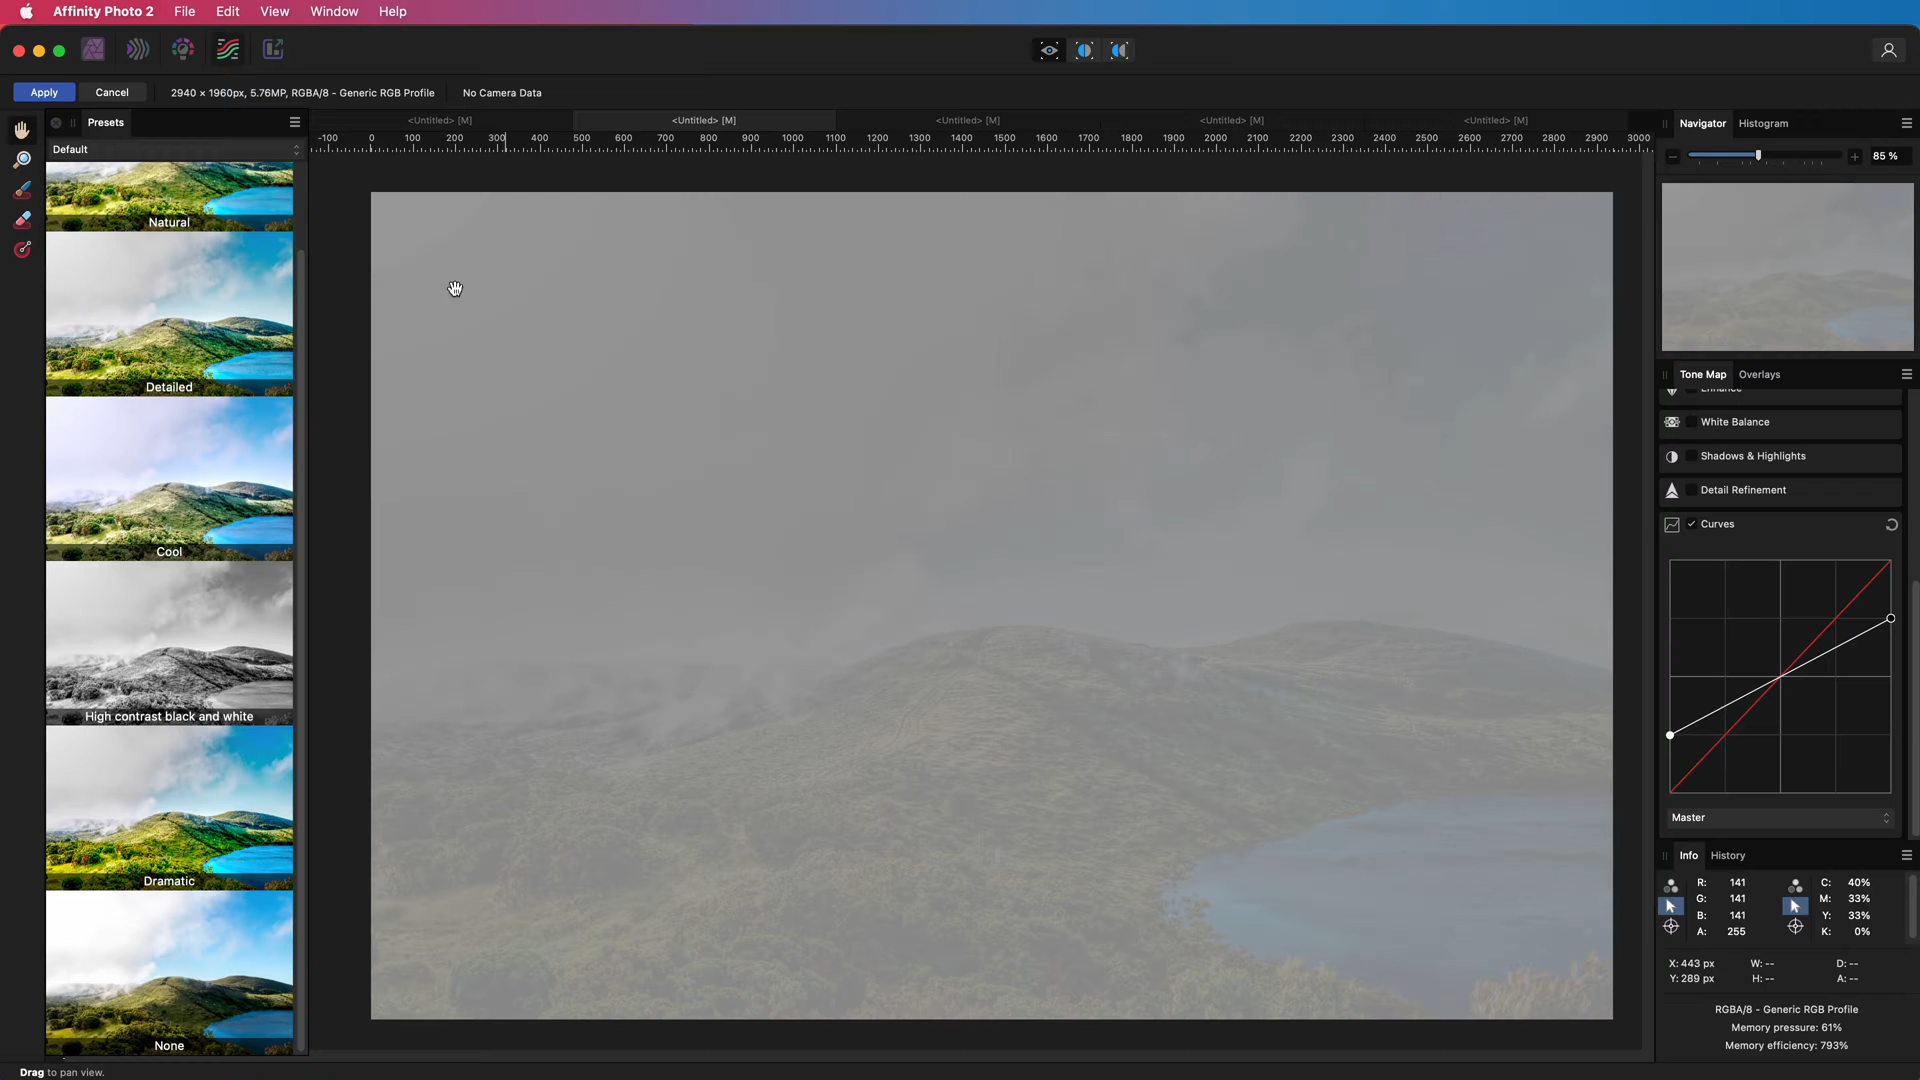 Affinity Photo 2 File Edit View Window Help
Apply Cancel 2940 × 1960px, 5.76MP, RGBA/8 - Generic RGB Profile No Camera Data
Presets
Default
Natural
Detailed
Cool
High contrast black and white
Dramatic
None
<Untitled> [M] <Untitled> [M] <Untitled> [M] <Untitled> [M] <Untitled> [M]
-100 0 100 200 300 400 500 600 700 800 900 1000 1100 1200 1300 1400 1500 1600 1700 1800 1900 2000 2100 2200 2300 2400 2500 2600 2700 2800 2900 3000
Navigator Histogram
85 %
Tone Map Overlays
Enhance
White Balance
Shadows & Highlights
Detail Refinement
Curves
Master
Info History
R: 141 C: 40%
G: 141 M: 33%
B: 141 Y: 33%
A: 255 K: 0%
X: 443 px W: -- D: --
Y: 289 px H: -- A: --
RGBA/8 - Generic RGB Profile
Memory pressure: 61%
Memory efficiency: 793%
Drag to pan view.